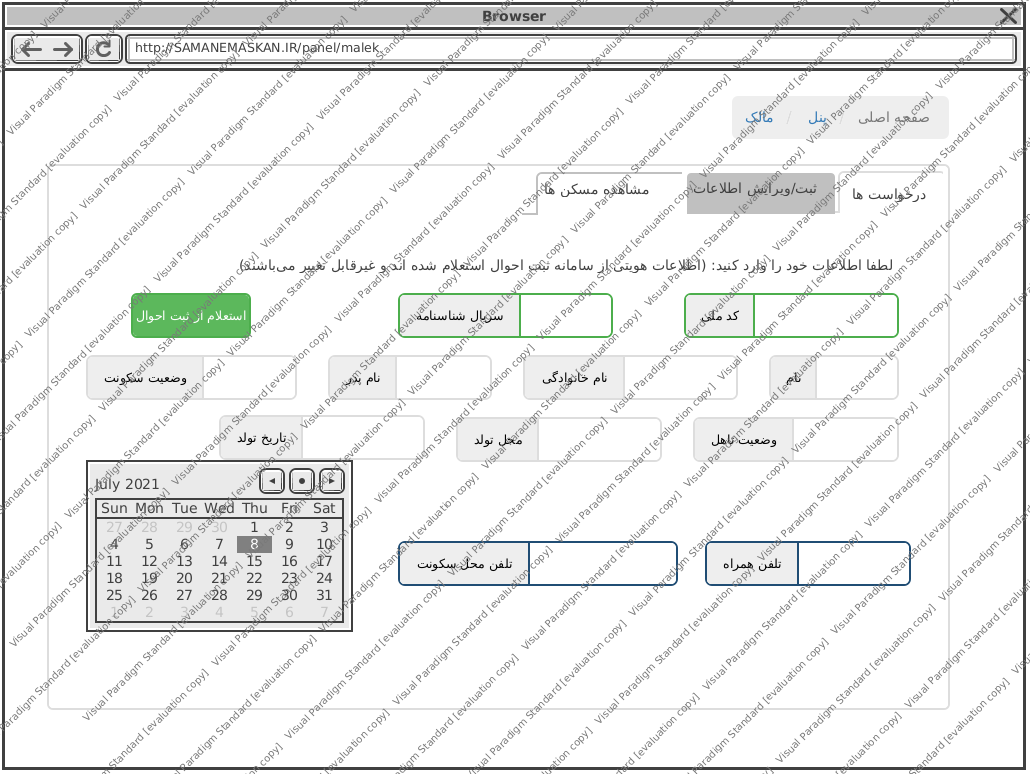 Browser
http://SAMANEMASKAN.IR/panel/malek
صفحه اصلی / پنل / مالک
درخواست ها
ثبت/ویرایش اطلاعات
مشاهده مسکن ها
لطفا اطلاعات خود را وارد کنید: (اطلاعات هویتی از سامانه ثبت احوال استعلام شده اند و غیرقابل تغییر می‌باشند)
کد ملی
سریال شناسنامه
استعلام از ثبت احوال
نام
نام خانوادگی
نام پدر
وضعیت سکونت
وضعیت تاهل
محل تولد
تاریخ تولد
July 2021
Sun Mon Tue Wed Thu Fri Sat
27 28 29 30 1 2 3
4 5 6 7 8 9 10
11 12 13 14 15 16 17
18 19 20 21 22 23 24
25 26 27 28 29 30 31
1 2 3 4 5 6 7
تلفن همراه
تلفن محل سکونت
Visual Paradigm Standard [evaluation copy]